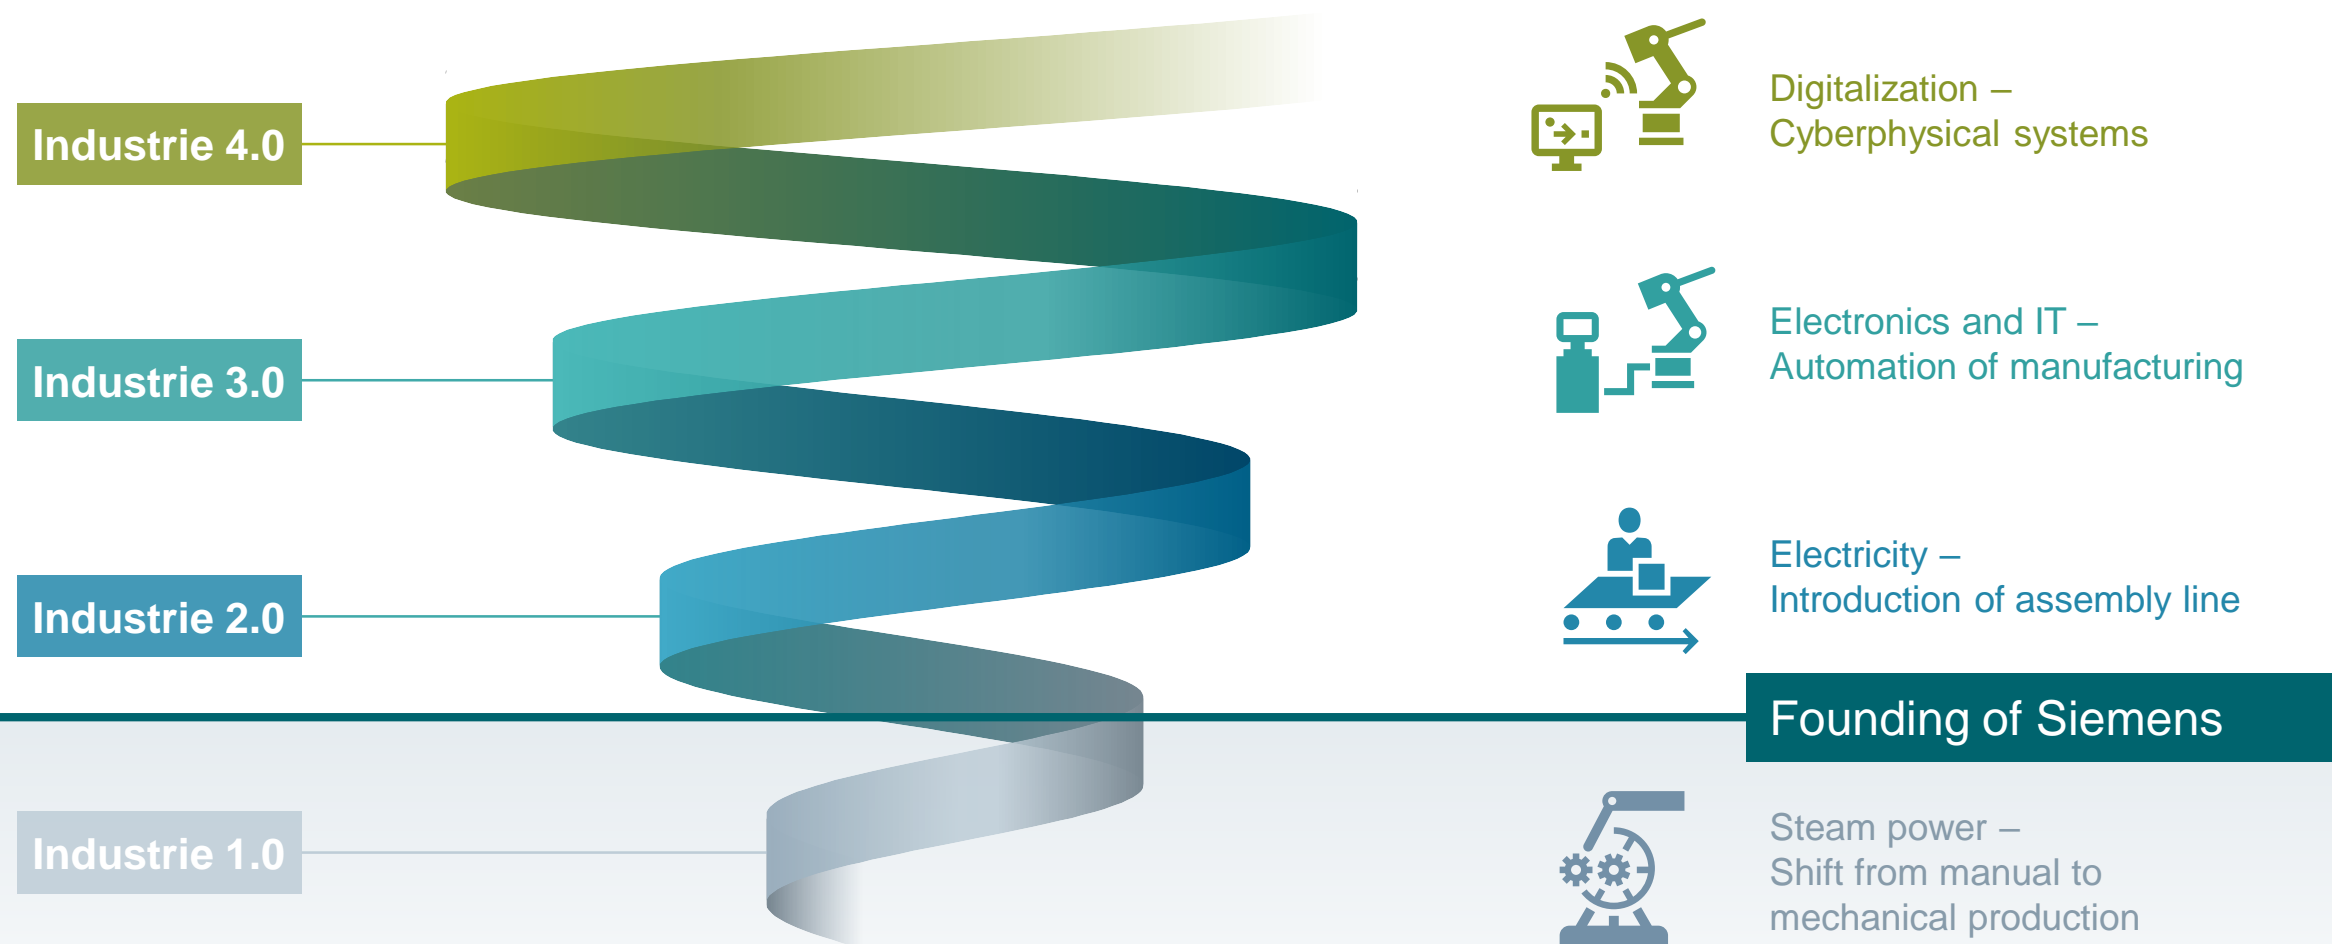 Industrie 4.0
Digitalization –
Cyberphysical systems
Industrie 3.0
Electronics and IT –
Automation of manufacturing
Industrie 2.0
Electricity –
Introduction of assembly line
Founding of Siemens
Industrie 1.0
Steam power –
Shift from manual to
mechanical production